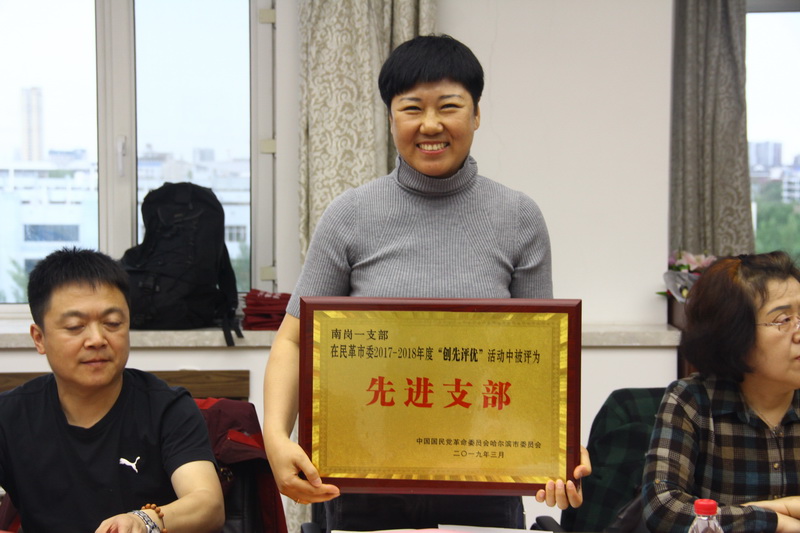 南岗一支部
在民革市委2017-2018年度“创先评优”活动中被评为
先进支部
中国国民党革命委员会哈尔滨市委员会
二〇一九年三月